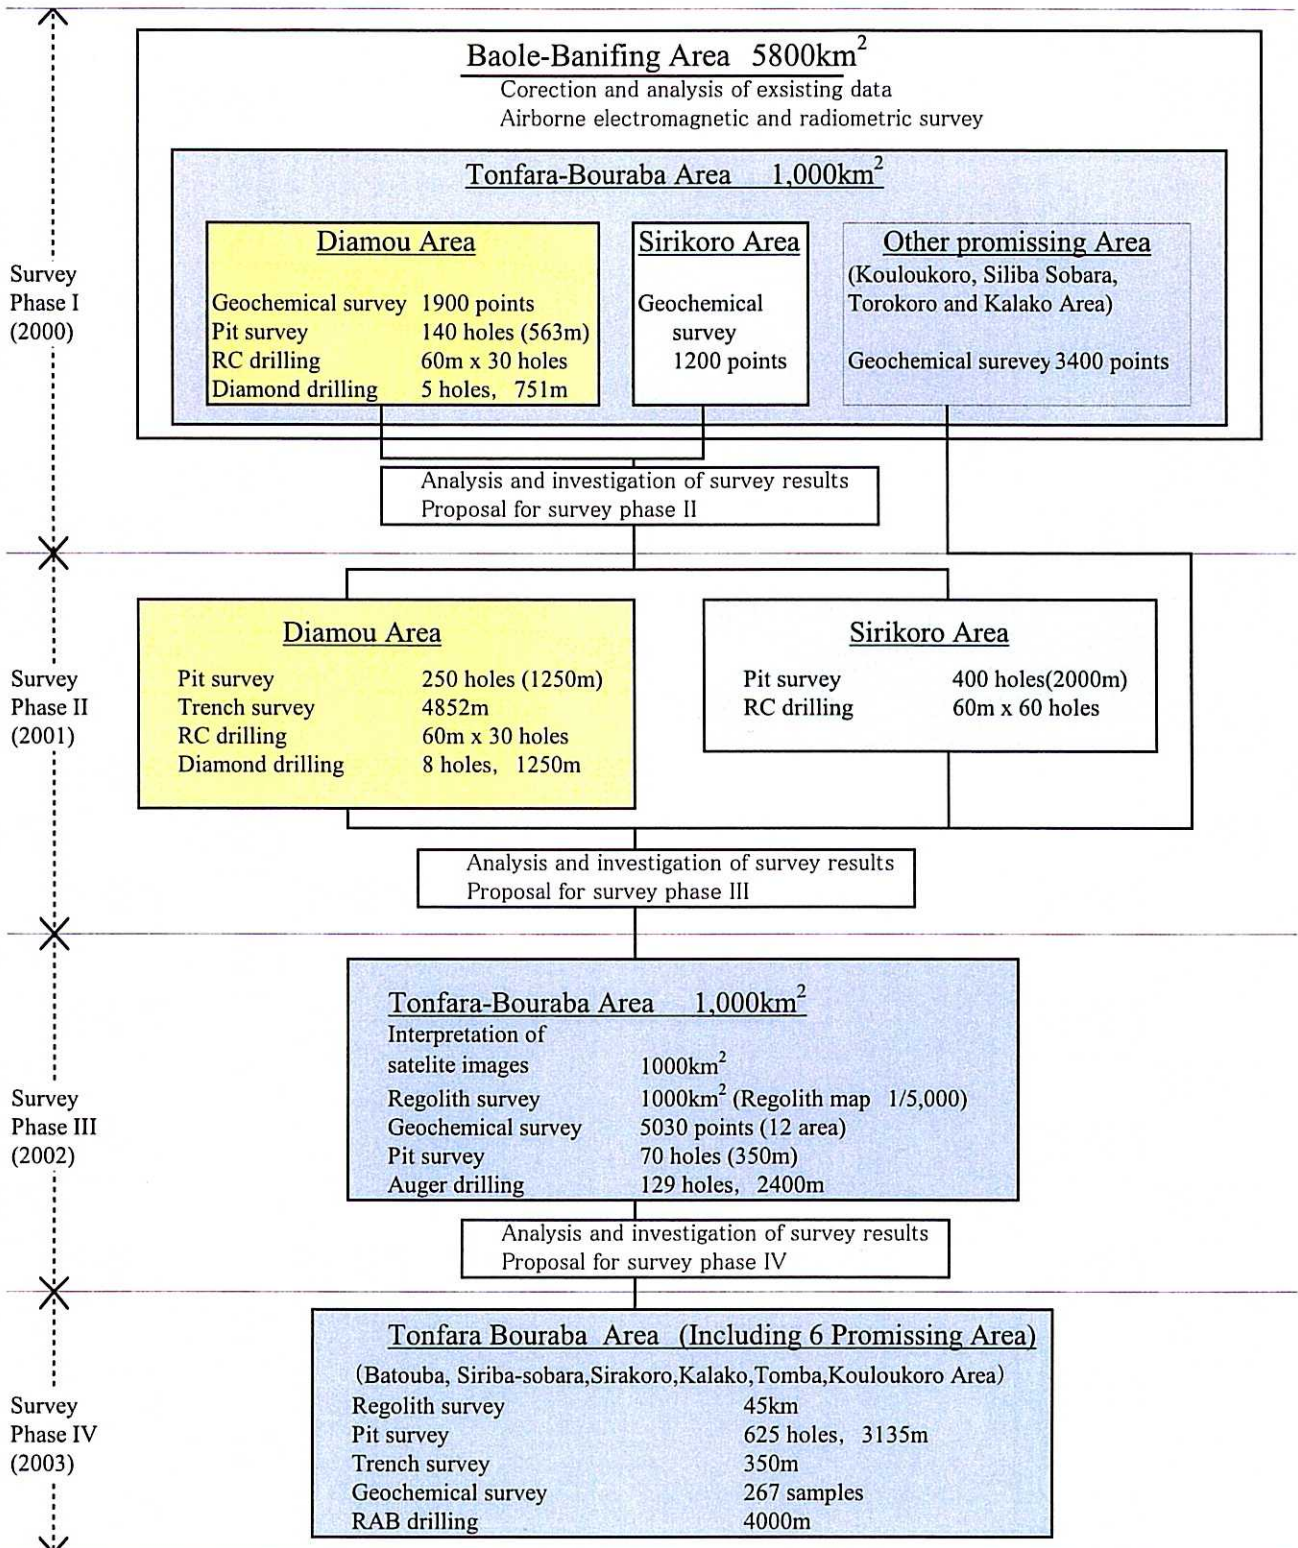 Baole-Banifing Area 5800km²
Corection and analysis of exsisting data
Airborne electromagnetic and radiometric survey
Tonfara-Bouraba Area 1,000km²
Survey
Phase I
(2000)
Diamou Area
Geochemical survey 1900 points
Pit survey 140 holes (563m)
RC drilling 60m x 30 holes
Diamond drilling 5 holes, 751m
Sirikoro Area
Geochemical
survey
1200 points
Other promissing Area
(Kouloukoro, Siliba Sobara,
Torokoro and Kalako Area)
Geochemical surevey 3400 points
Analysis and investigation of survey results
Proposal for survey phase II
Survey
Phase II
(2001)
Diamou Area
Pit survey 250 holes (1250m)
Trench survey 4852m
RC drilling 60m x 30 holes
Diamond drilling 8 holes, 1250m
Sirikoro Area
Pit survey 400 holes(2000m)
RC drilling 60m x 60 holes
Analysis and investigation of survey results
Proposal for survey phase III
Survey
Phase III
(2002)
Tonfara-Bouraba Area 1,000km²
Interpretation of
satelite images 1000km²
Regolith survey 1000km² (Regolith map 1/5,000)
Geochemical survey 5030 points (12 area)
Pit survey 70 holes (350m)
Auger drilling 129 holes, 2400m
Analysis and investigation of survey results
Proposal for survey phase IV
Survey
Phase IV
(2003)
Tonfara Bouraba Area (Including 6 Promissing Area)
(Batouba, Siriba-sobara,Sirakoro,Kalako,Tomba,Kouloukoro Area)
Regolith survey 45km
Pit survey 625 holes, 3135m
Trench survey 350m
Geochemical survey 267 samples
RAB drilling 4000m